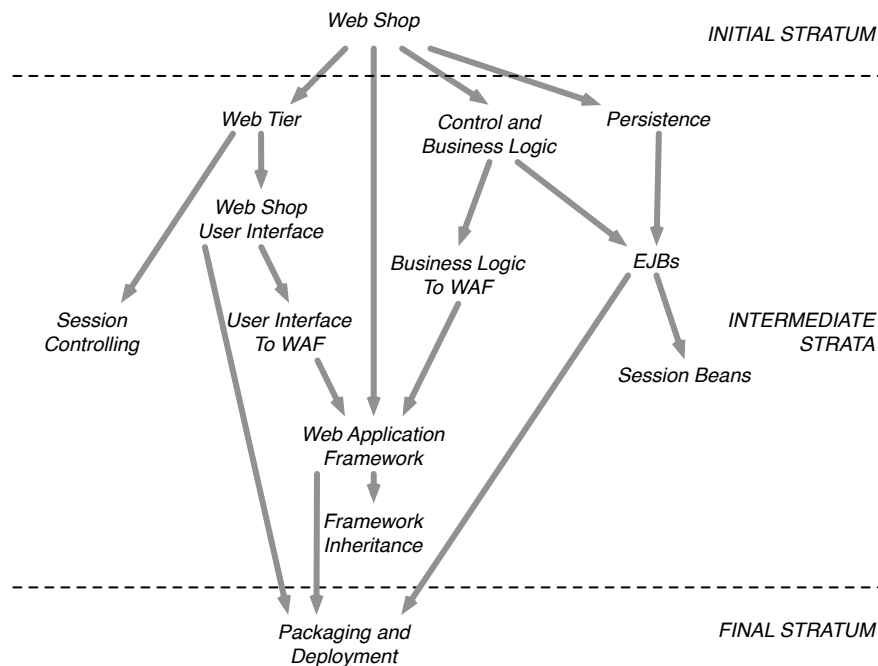 Web Shop
INITIAL STRATUM
Web Tier
Control and
Business Logic
Persistence
Web Shop
User Interface
Business Logic
To WAF
EJBs
Session
Controlling
User Interface
To WAF
INTERMEDIATE
STRATA
Session Beans
Web Application
Framework
Framework
Inheritance
Packaging and
Deployment
FINAL STRATUM